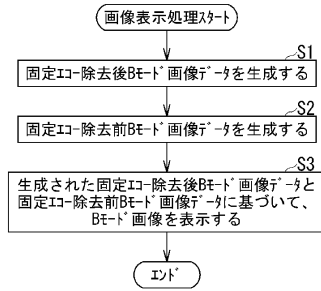 画像表示処理スタート
S1
固定ｴｺｰ除去後Bﾓｰﾄﾞ画像ﾃﾞｰﾀを生成する
S2
固定ｴｺｰ除去前Bﾓｰﾄﾞ画像ﾃﾞｰﾀを生成する
S3
生成された固定ｴｺｰ除去後Bﾓｰﾄﾞ画像ﾃﾞｰﾀと
固定ｴｺｰ除去前Bﾓｰﾄﾞ画像ﾃﾞｰﾀに基づいて、
Bﾓｰﾄﾞ画像を表示する
ｴﾝﾄﾞ